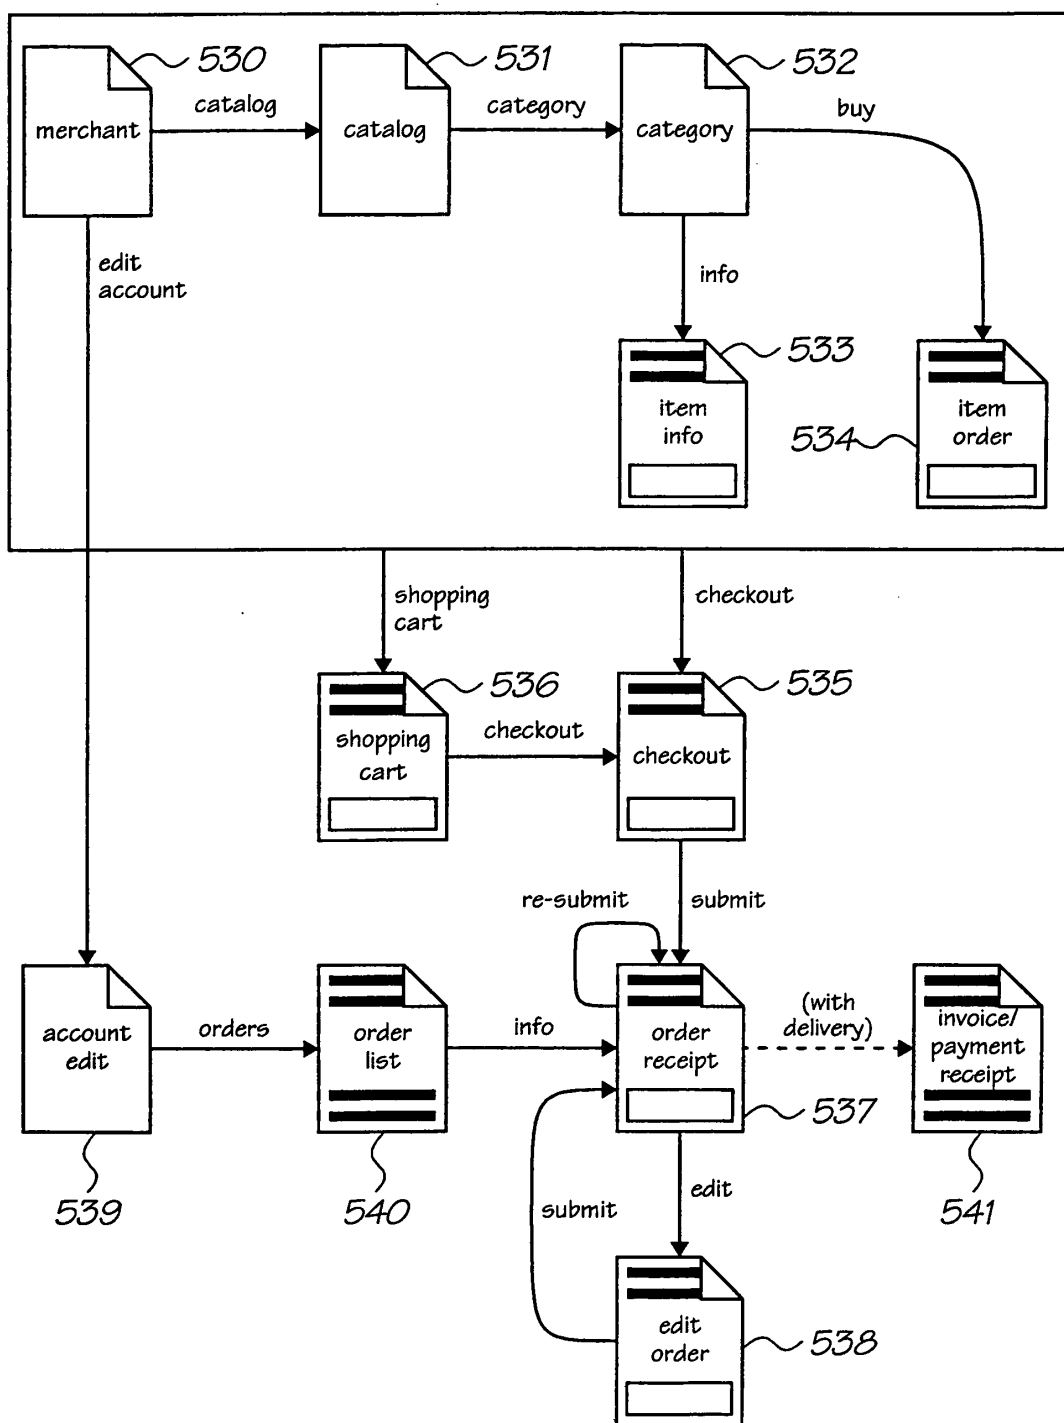 530
531
532
merchant
catalog
catalog
category
category
buy
edit
account
info
533
item
info
534
item
order
shopping
cart
checkout
536
535
shopping
cart
checkout
checkout
re-submit
submit
account
edit
orders
order
list
info
order
receipt
(with
delivery)
invoice/
payment
receipt
537
539
540
submit
edit
541
edit
order
538